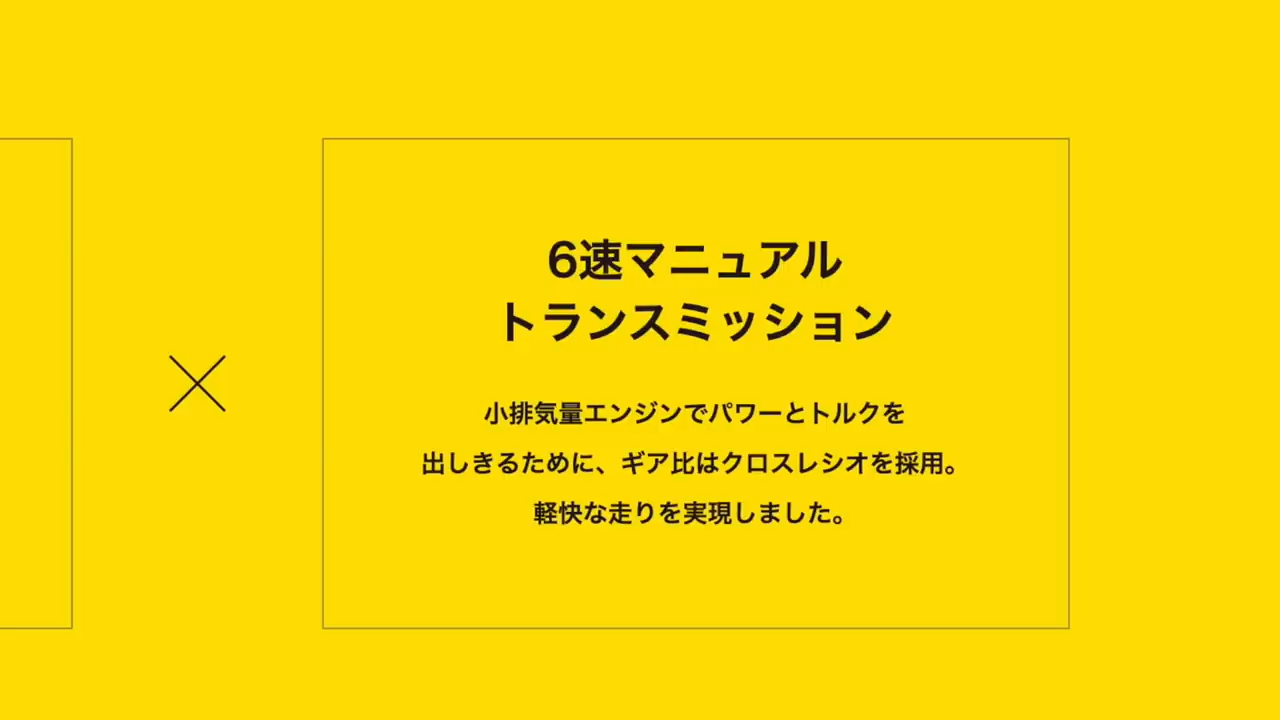 6速マニュアル
トランスミッション
小排気量エンジンでパワーとトルクを
出しきるために、ギア比はクロスレシオを採用。
軽快な走りを実現しました。